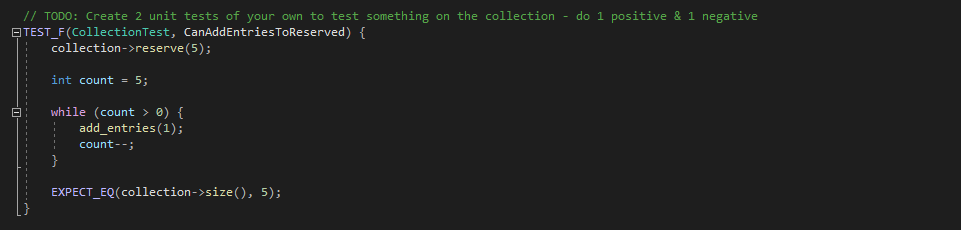 // TODO: Create 2 unit tests of your own to test something on the collection - do 1 positive & 1 negative
TEST_F(CollectionTest, CanAddEntriesToReserved) {
    collection->reserve(5);

    int count = 5;

    while (count > 0) {
        add_entries(1);
        count--;
    }

    EXPECT_EQ(collection->size(), 5);
}